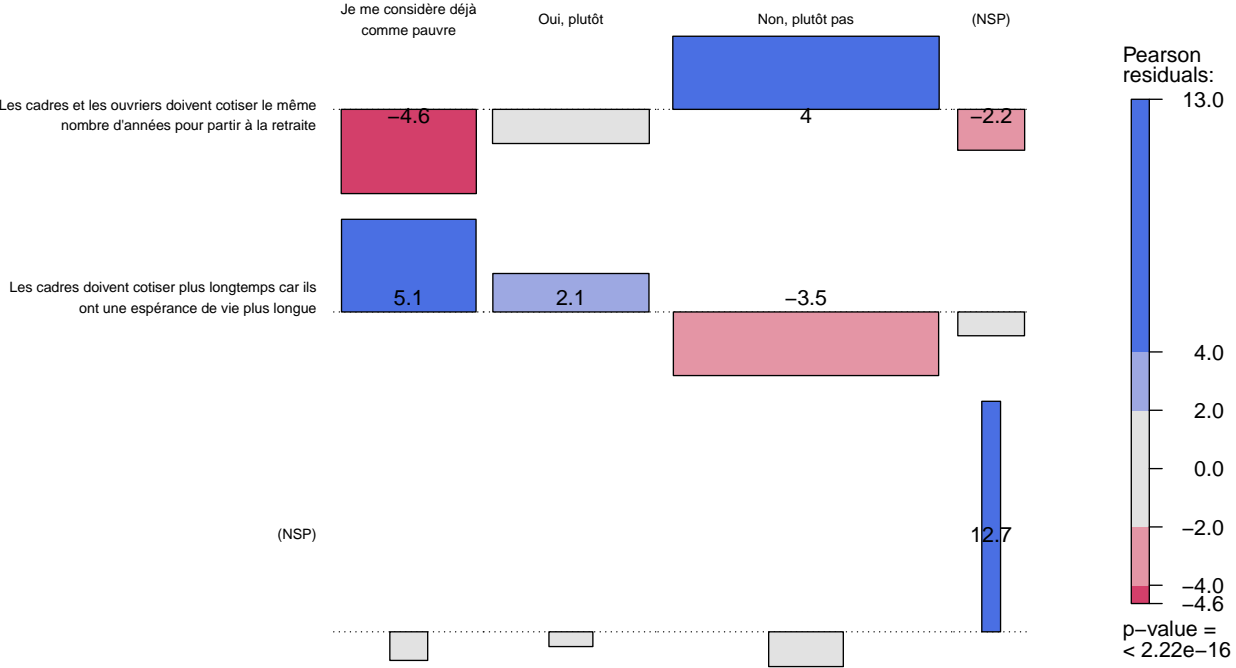 Je me considère déjà
comme pauvre
Oui, plutôt
Non, plutôt pas
(NSP)
Les cadres et les ouvriers doivent cotiser le même
nombre d'années pour partir à la retraite
−4.6
4
−2.2
Les cadres doivent cotiser plus longtemps car ils
ont une espérance de vie plus longue
5.1
2.1
−3.5
(NSP)
12.7
Pearson
residuals:
13.0
4.0
2.0
0.0
−2.0
−4.0
−4.6
p−value =
< 2.22e−16